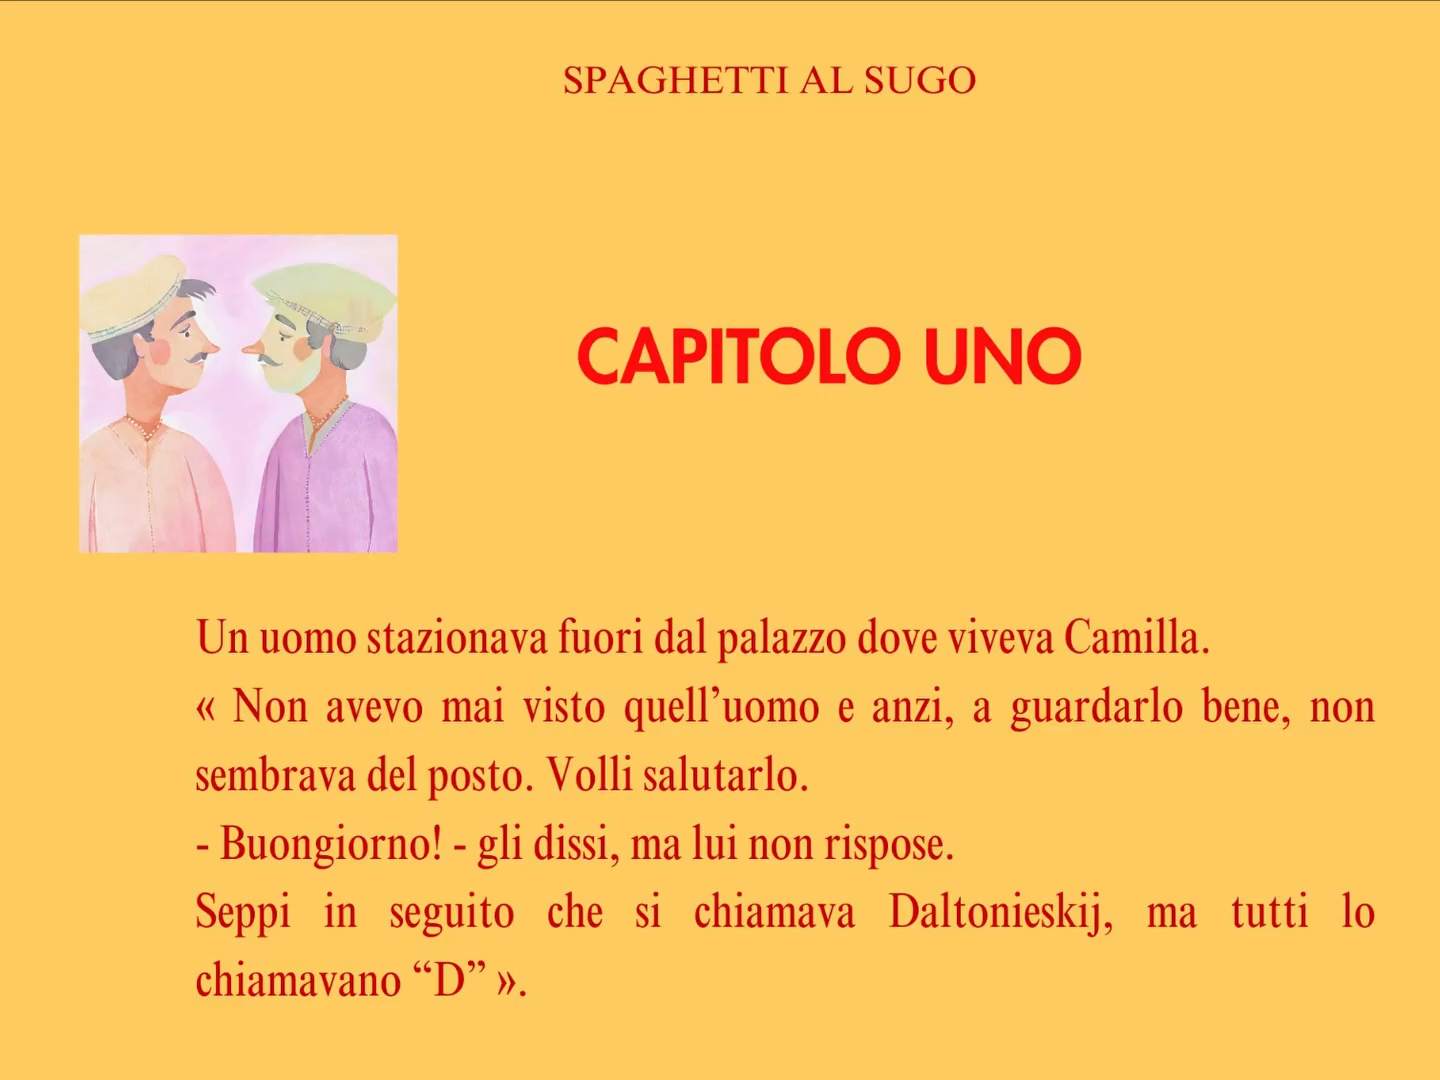 SPAGHETTI AL SUGO
CAPITOLO UNO
Un uomo stazionava fuori dal palazzo dove viveva Camilla.
« Non avevo mai visto quell’uomo e anzi, a guardarlo bene, non
sembrava del posto. Volli salutarlo.
- Buongiorno! - gli dissi, ma lui non rispose.
Seppi in seguito che si chiamava Daltonieskij, ma tutti lo
chiamavano “D” ».